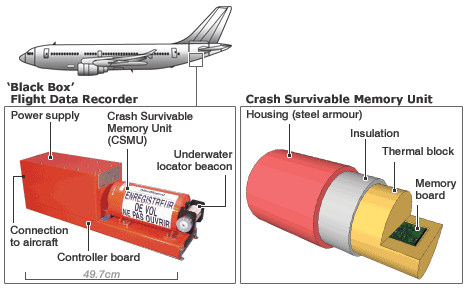 ‘Black Box’
Flight Data Recorder
Power supply
Crash Survivable
Memory Unit
(CSMU)
Underwater
locator beacon
ENREGISTREUR
DE VOL
NE PAS OUVRIR
Connection
to aircraft
Controller board
49.7cm
Crash Survivable Memory Unit
Housing (steel armour)
Insulation
Thermal block
Memory
board